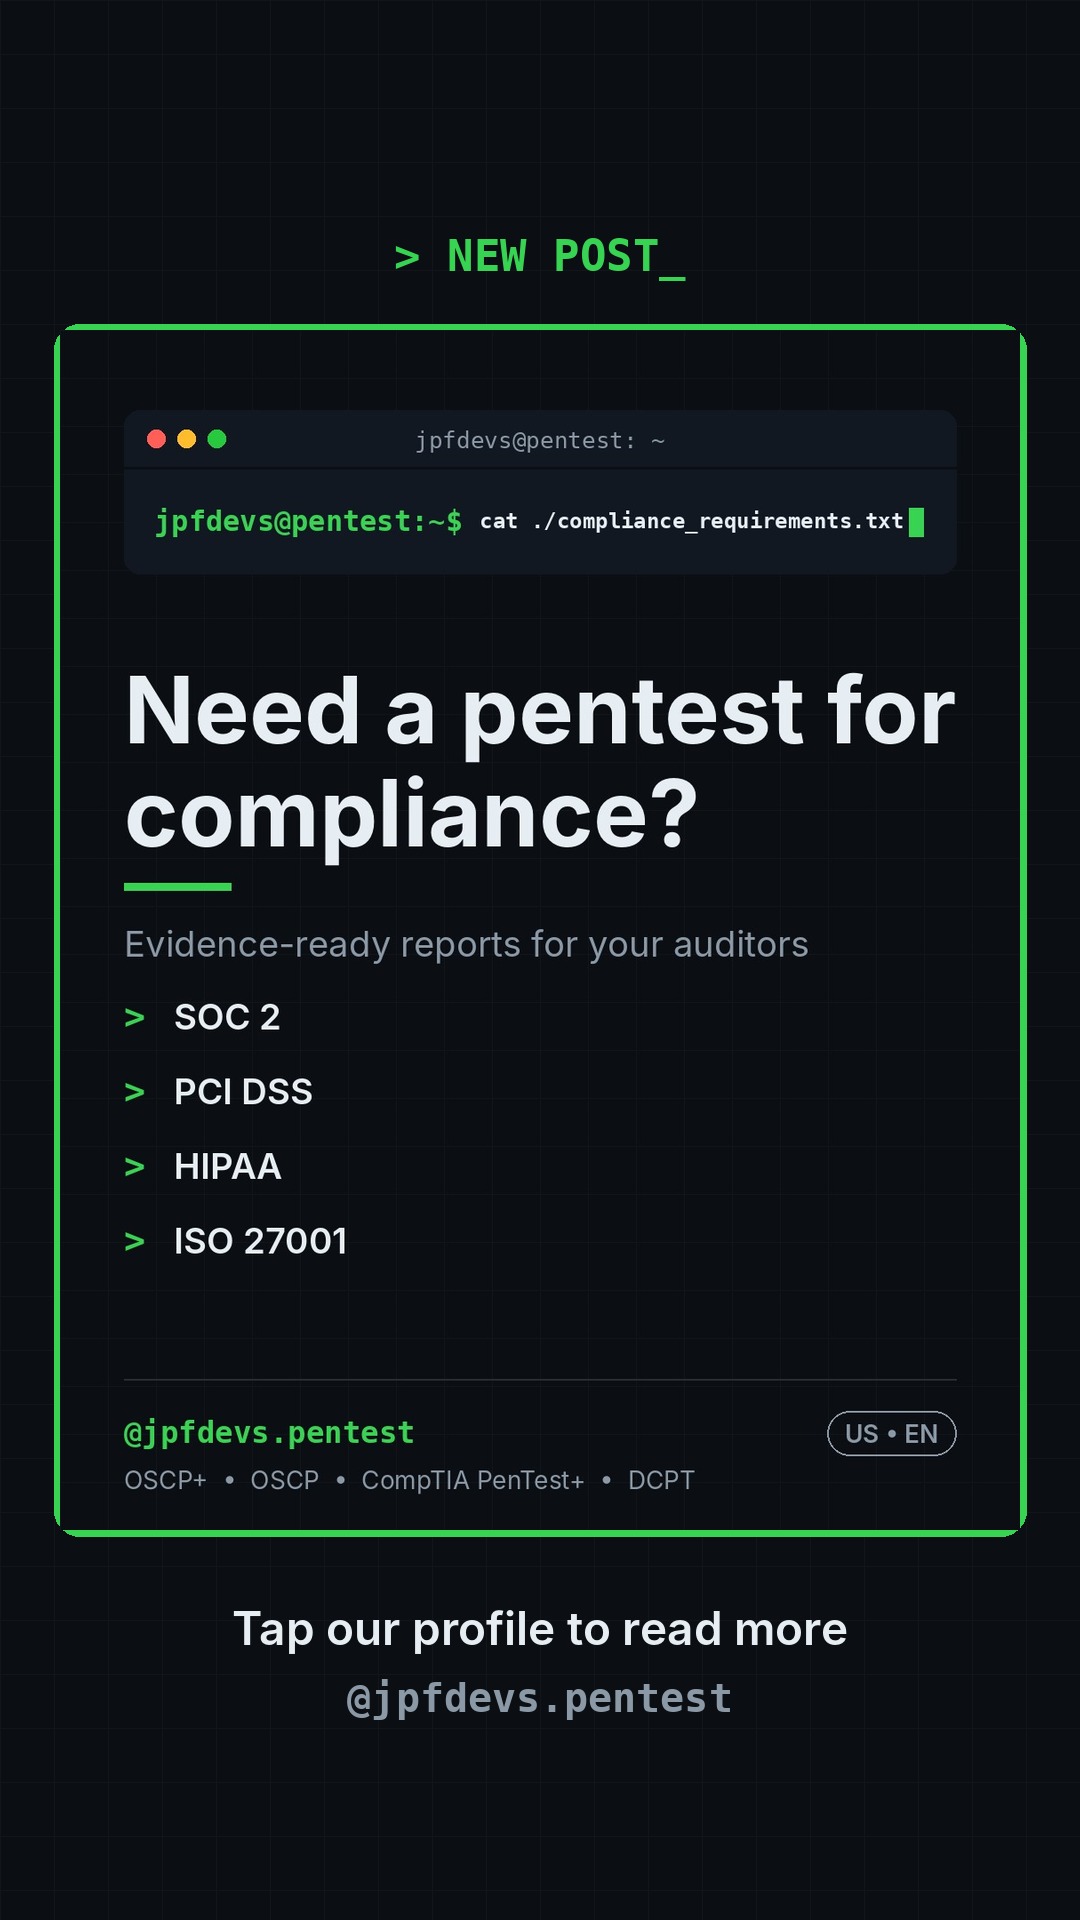 > NEW POST_
jpfdevs@pentest: ~
jpfdevs@pentest:~$ cat ./compliance_requirements.txt
Need a pentest for
compliance?
Evidence-ready reports for your auditors
> SOC 2
> PCI DSS
> HIPAA
> ISO 27001
@jpfdevs.pentest
US • EN
OSCP+ • OSCP • CompTIA PenTest+ • DCPT
Tap our profile to read more
@jpfdevs.pentest